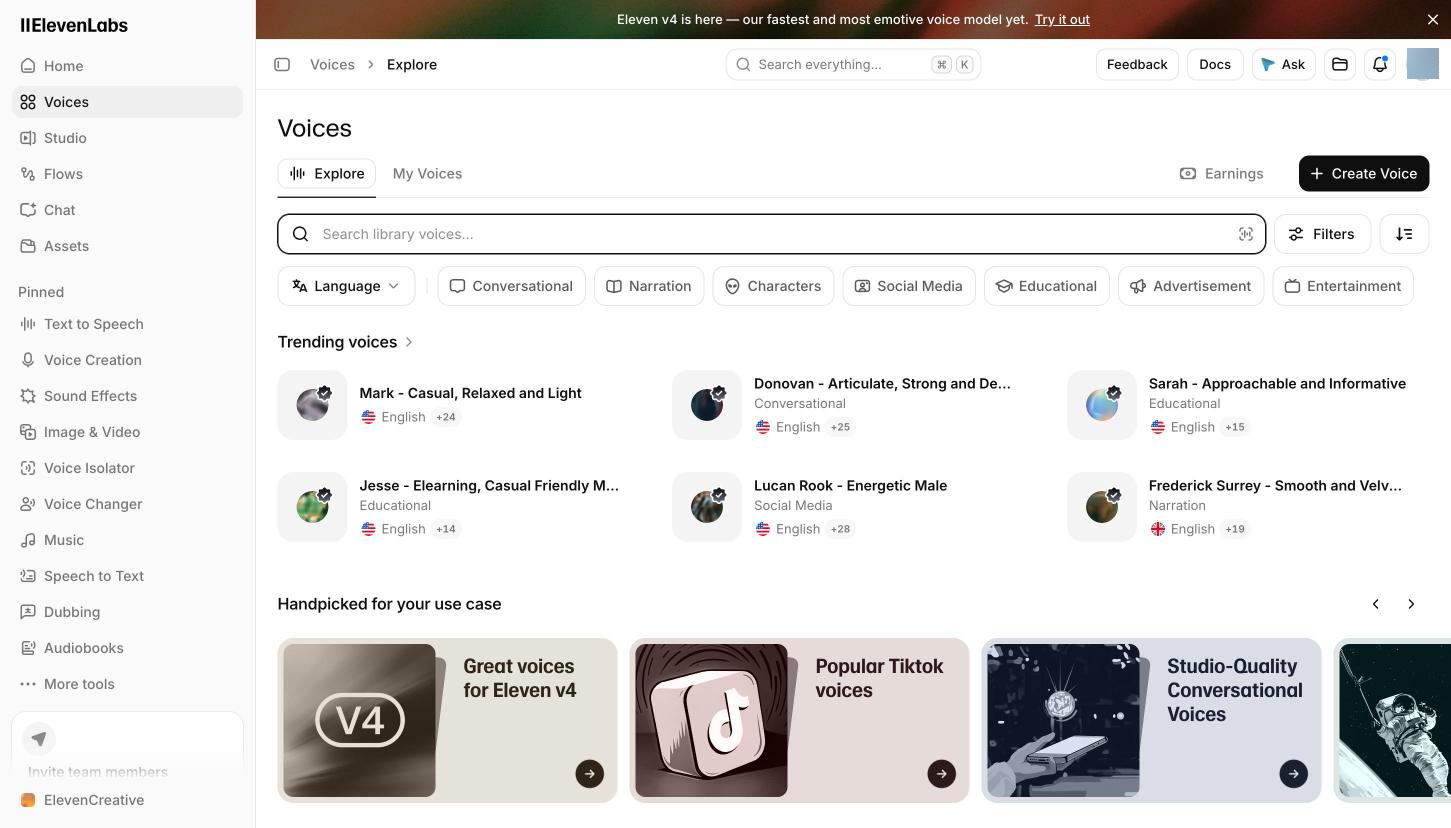 IIElevenLabs
Home
Voices
Studio
Flows
Chat
Assets
Pinned
Text to Speech
Voice Creation
Sound Effects
Image & Video
Voice Isolator
Voice Changer
Music
Speech to Text
Dubbing
Audiobooks
More tools
Invite team members
ElevenCreative
Eleven v4 is here — our fastest and most emotive voice model yet. Try it out
Voices > Explore
Search everything... ⌘ K
Feedback
Docs
Ask
Voices
Explore
My Voices
Earnings
+ Create Voice
Search library voices...
Filters
Language
Conversational
Narration
Characters
Social Media
Educational
Advertisement
Entertainment
Trending voices >
Mark - Casual, Relaxed and Light
English +24
Donovan - Articulate, Strong and De...
Conversational
English +25
Sarah - Approachable and Informative
Educational
English +15
Jesse - Elearning, Casual Friendly M...
Educational
English +14
Lucan Rook - Energetic Male
Social Media
English +28
Frederick Surrey - Smooth and Velv...
Narration
English +19
Handpicked for your use case
V4
Great voices
for Eleven v4
Popular Tiktok
voices
Studio-Quality
Conversational
Voices